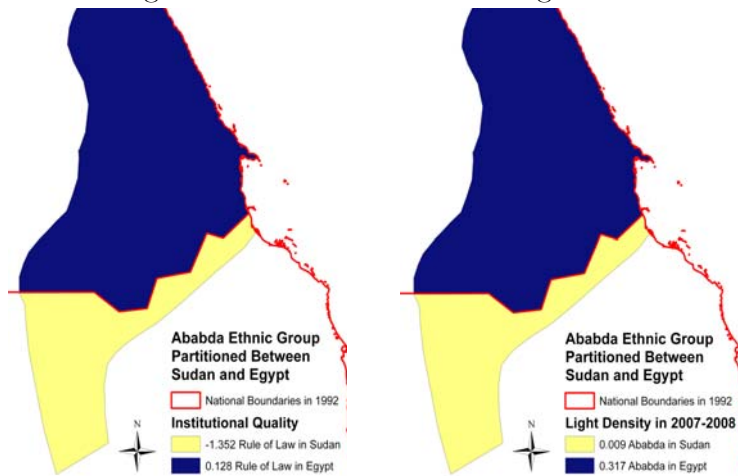 Ababda Ethnic Group
Partitioned Between
Sudan and Egypt
National Boundaries in 1992
Institutional Quality
-1.352 Rule of Law in Sudan
0.128 Rule of Law in Egypt
N
Ababda Ethnic Group
Partitioned Between
Sudan and Egypt
National Boundaries in 1992
Light Density in 2007-2008
0.009 Ababda in Sudan
0.317 Ababda in Egypt
N